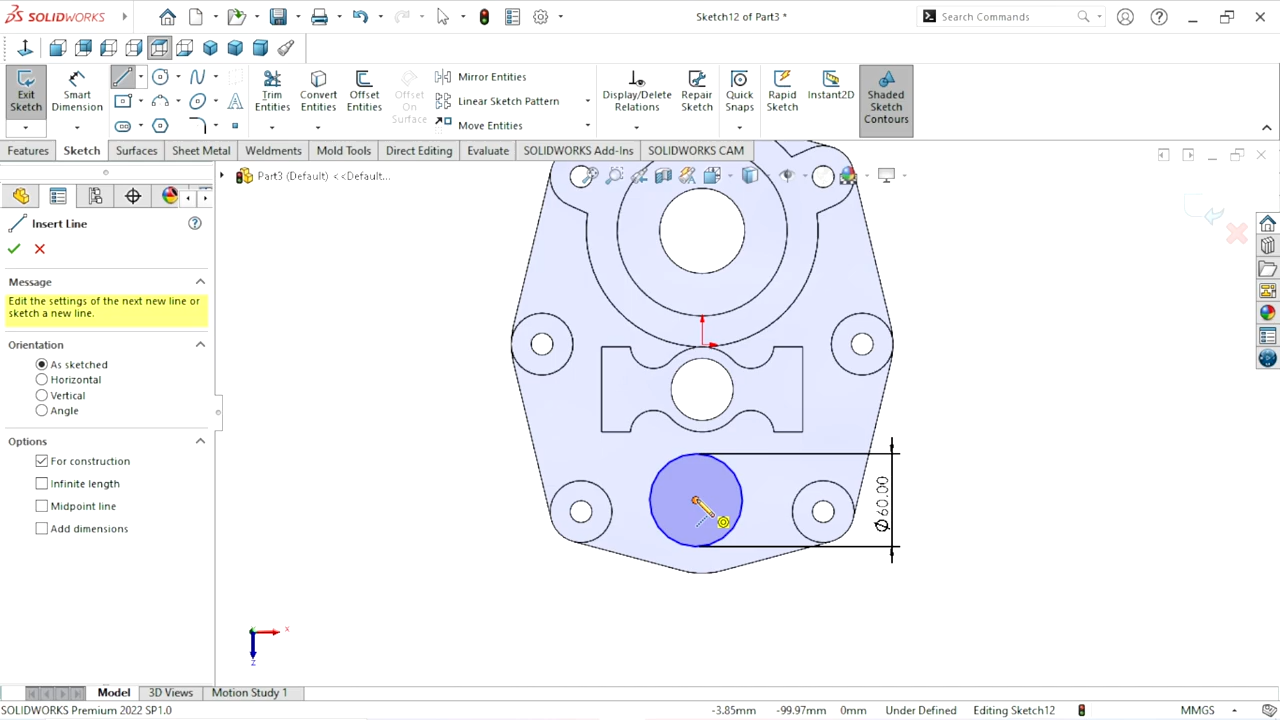 SOLIDWORKS
Sketch12 of Part3 *
Search Commands
Exit Sketch
Smart Dimension
Trim Entities
Convert Entities
Offset Entities
Offset On Surface
Mirror Entities
Linear Sketch Pattern
Move Entities
Display/Delete Relations
Repair Sketch
Quick Snaps
Rapid Sketch
Instant2D
Shaded Sketch Contours
Features
Sketch
Surfaces
Sheet Metal
Weldments
Mold Tools
Direct Editing
Evaluate
SOLIDWORKS Add-Ins
SOLIDWORKS CAM
Part3 (Default) <<Default...
Insert Line
Message
Edit the settings of the next new line or
sketch a new line.
Orientation
As sketched
Horizontal
Vertical
Angle
Options
For construction
Infinite length
Midpoint line
Add dimensions
Ø60.00
x
z
Model
3D Views
Motion Study 1
SOLIDWORKS Premium 2022 SP1.0
-3.85mm
-99.97mm
0mm
Under Defined
Editing Sketch12
MMGS